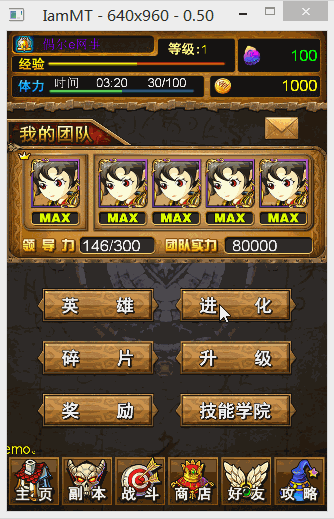 IamMT - 640x960 - 0.50
等级:1
100
经验
体力 时间 03:20 30/100
1000
我的团队
MAX MAX MAX MAX MAX
领导力 146/300 团队实力 80000
英雄 进化
碎片 升级
奖励 技能学院
emo。
主页 副本 战斗 商店 好友 攻略